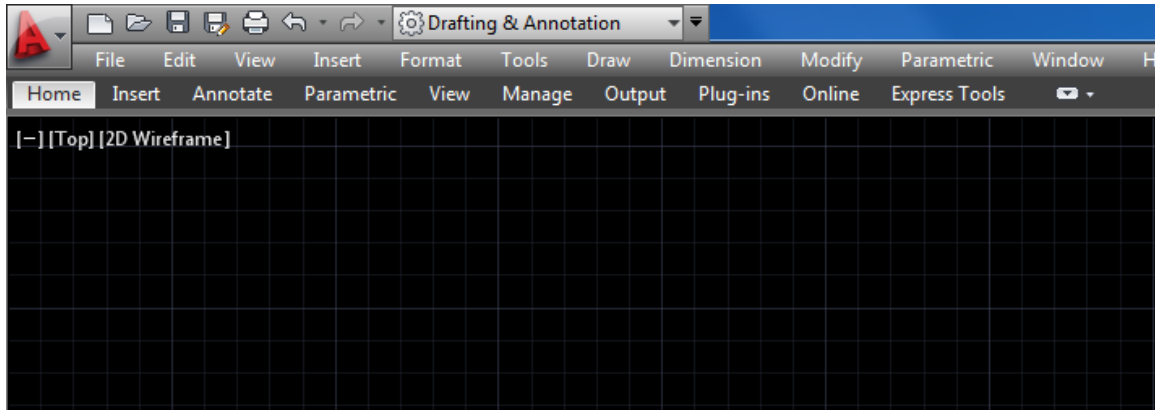 Drafting & Annotation
File Edit View Insert Format Tools Draw Dimension Modify Parametric Window H
Home Insert Annotate Parametric View Manage Output Plug-ins Online Express Tools
[−] [Top] [2D Wireframe]